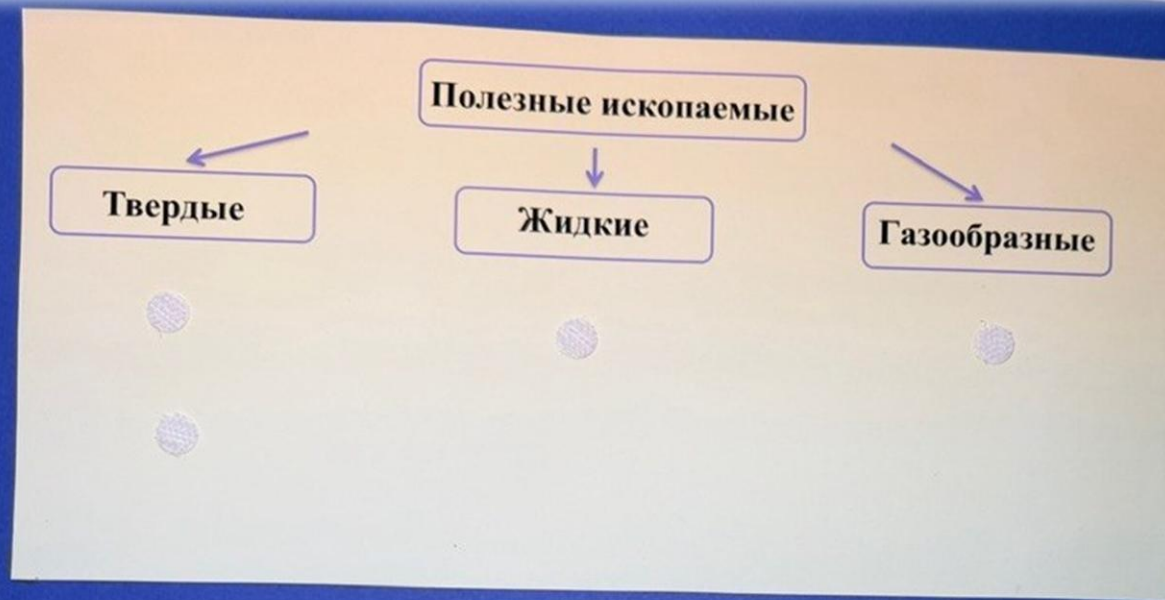 Полезные ископаемые
Твердые
Жидкие
Газообразные